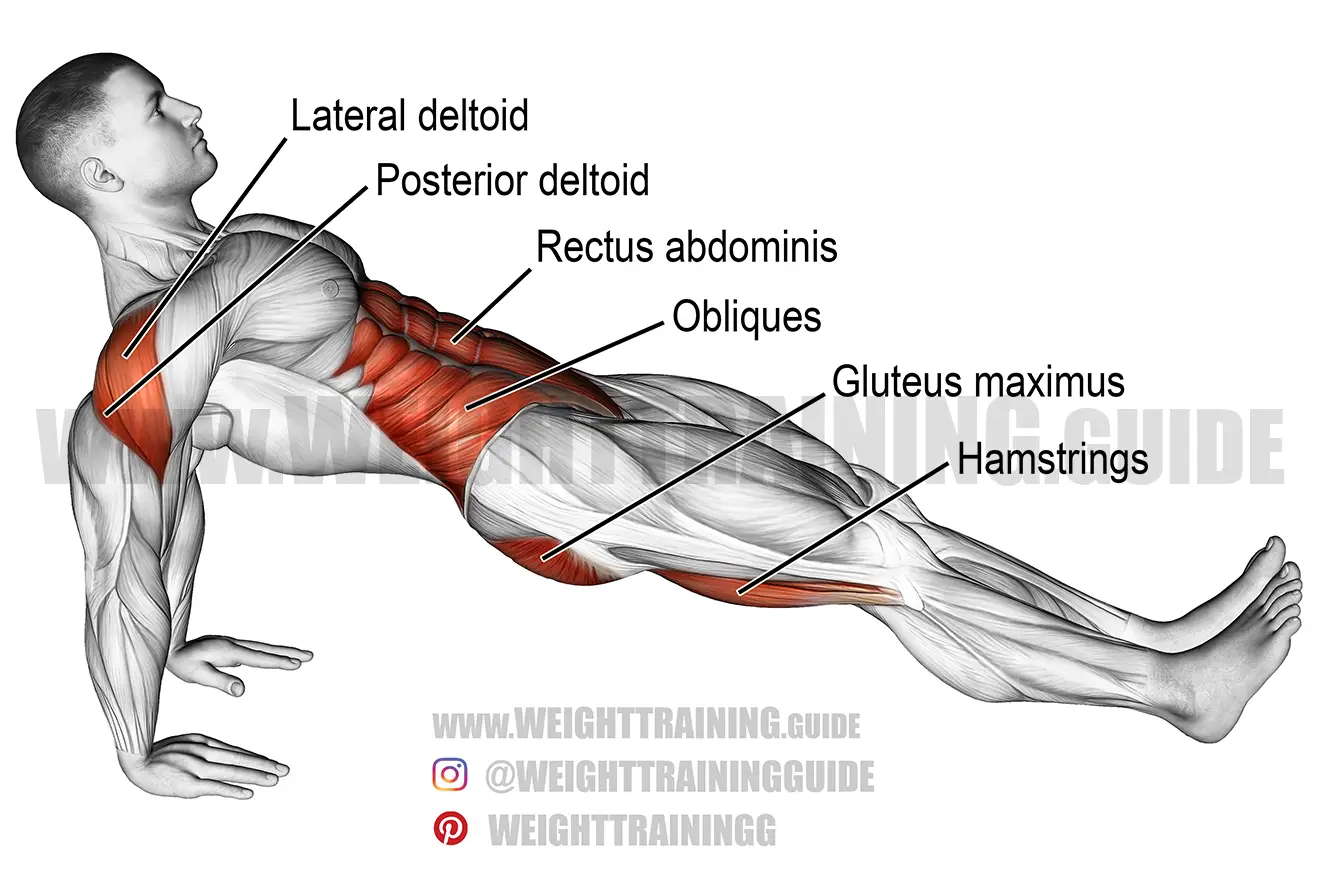 Lateral deltoid
Posterior deltoid
Rectus abdominis
Obliques
Gluteus maximus
Hamstrings
WWW.WEIGHTTRAINING.GUIDE
WWW.WEIGHTTRAINING.GUIDE
@WEIGHTTRAININGGUIDE
WEIGHTTRAININGG